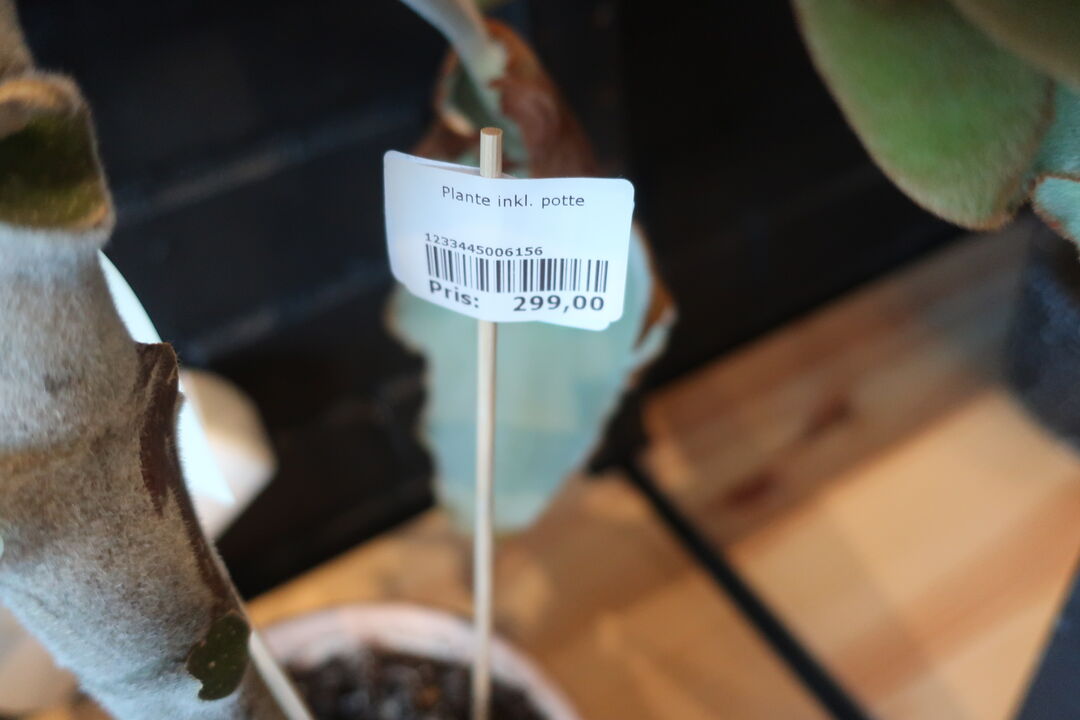 Plante inkl. potte
1233445006156
Pris: 299,00